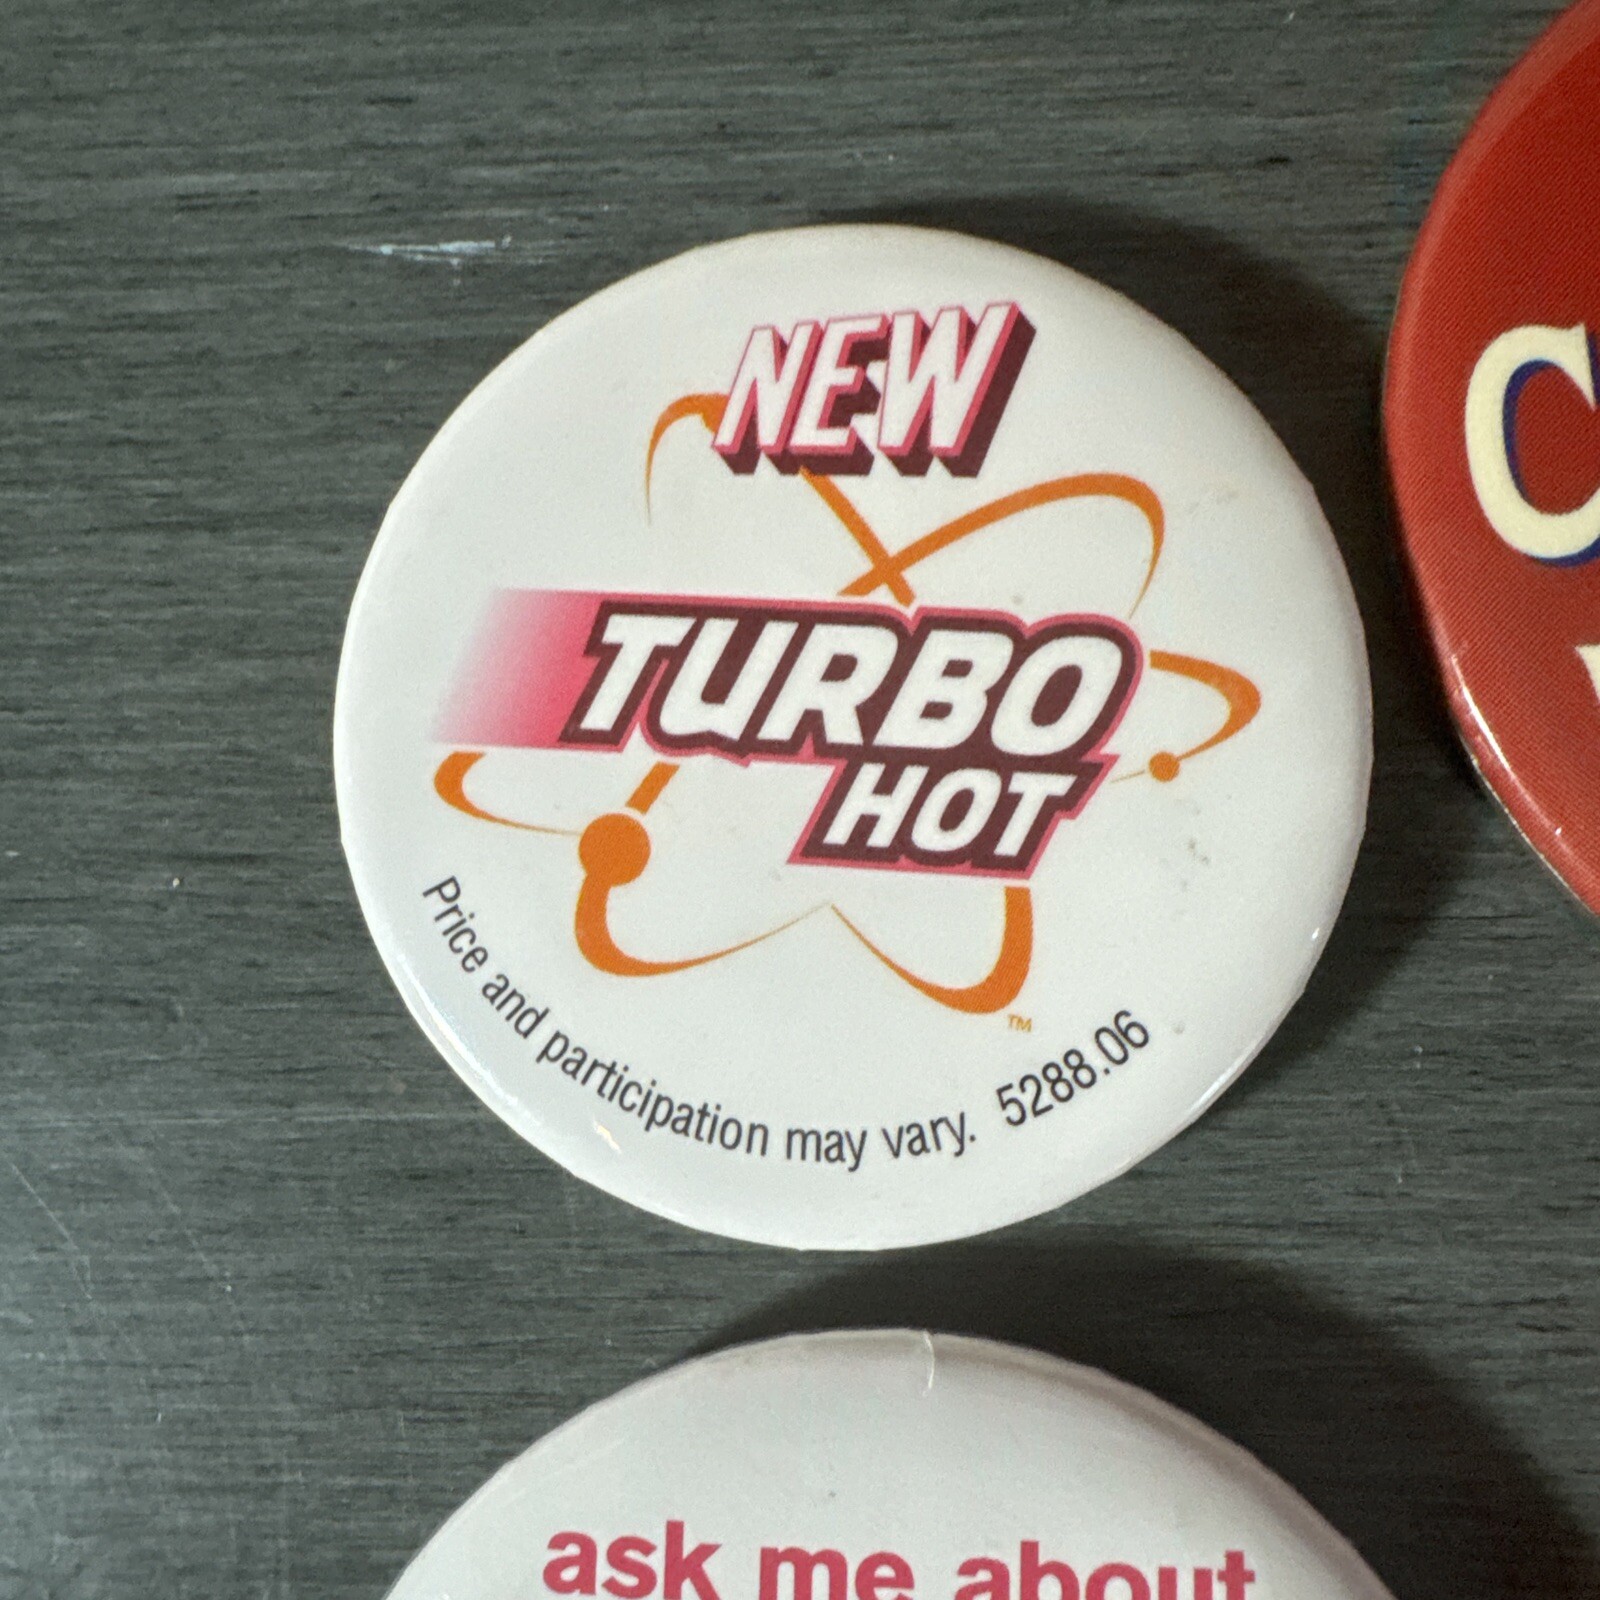 NEW
TURBO
HOT
TM
Price and participation may vary. 5288.06
C
ask me about